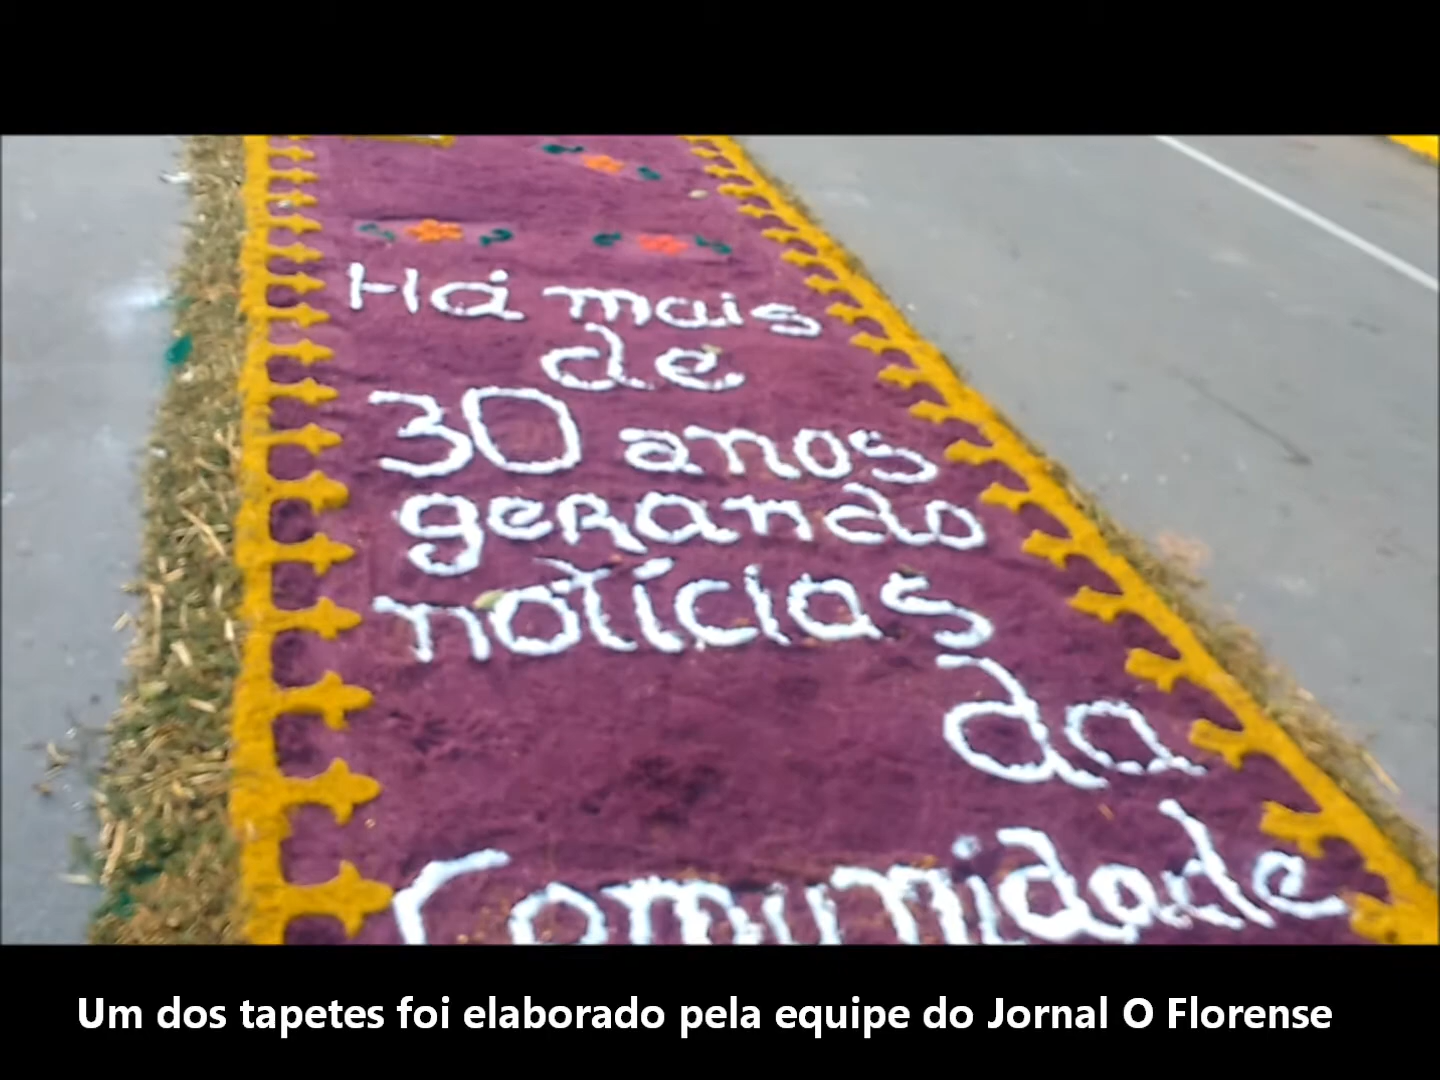 Há mais
de
30 anos
gerando
notícias
da
Comunidade
Um dos tapetes foi elaborado pela equipe do Jornal O Florense